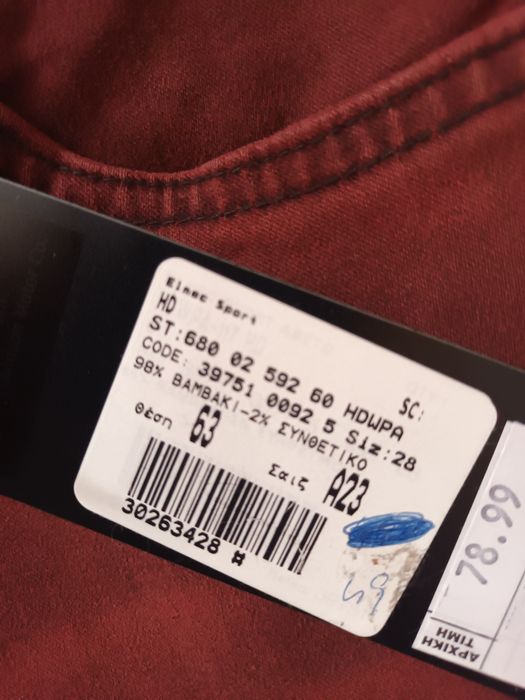 Elmec Sport
HD
SC:
ST:680 02 592 60 HDWPA
CODE: 39751 0092 5 Siz:28
98% ΒΑΜΒΑΚΙ-2% ΣΥΝΘΕΤΙΚΟ
Θέση 63
Σαιζ A23
30263428 #
78.99
ΑΡΧΙΚΗ
ΤΙΜΗ